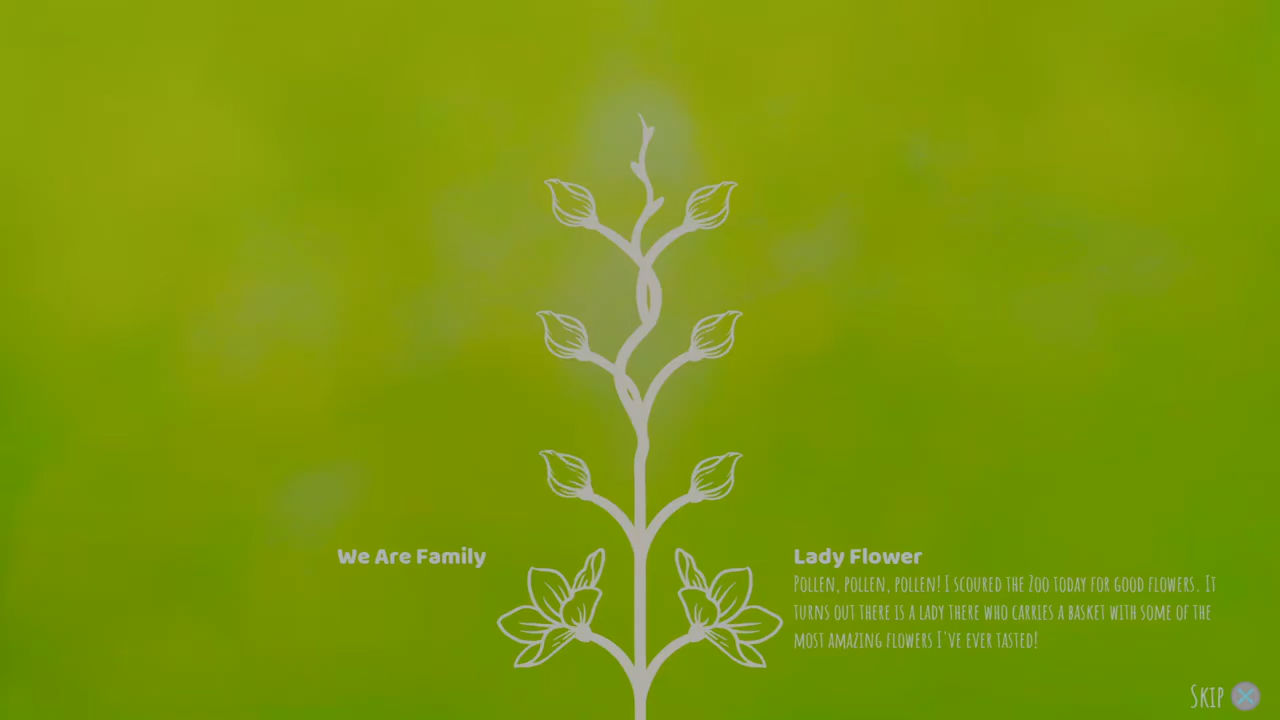 We Are Family
Lady Flower
Pollen, pollen, pollen! I scoured the Zoo today for good flowers. It
turns out there is a lady there who carries a basket with some of the
most amazing flowers I've ever tasted!
Skip